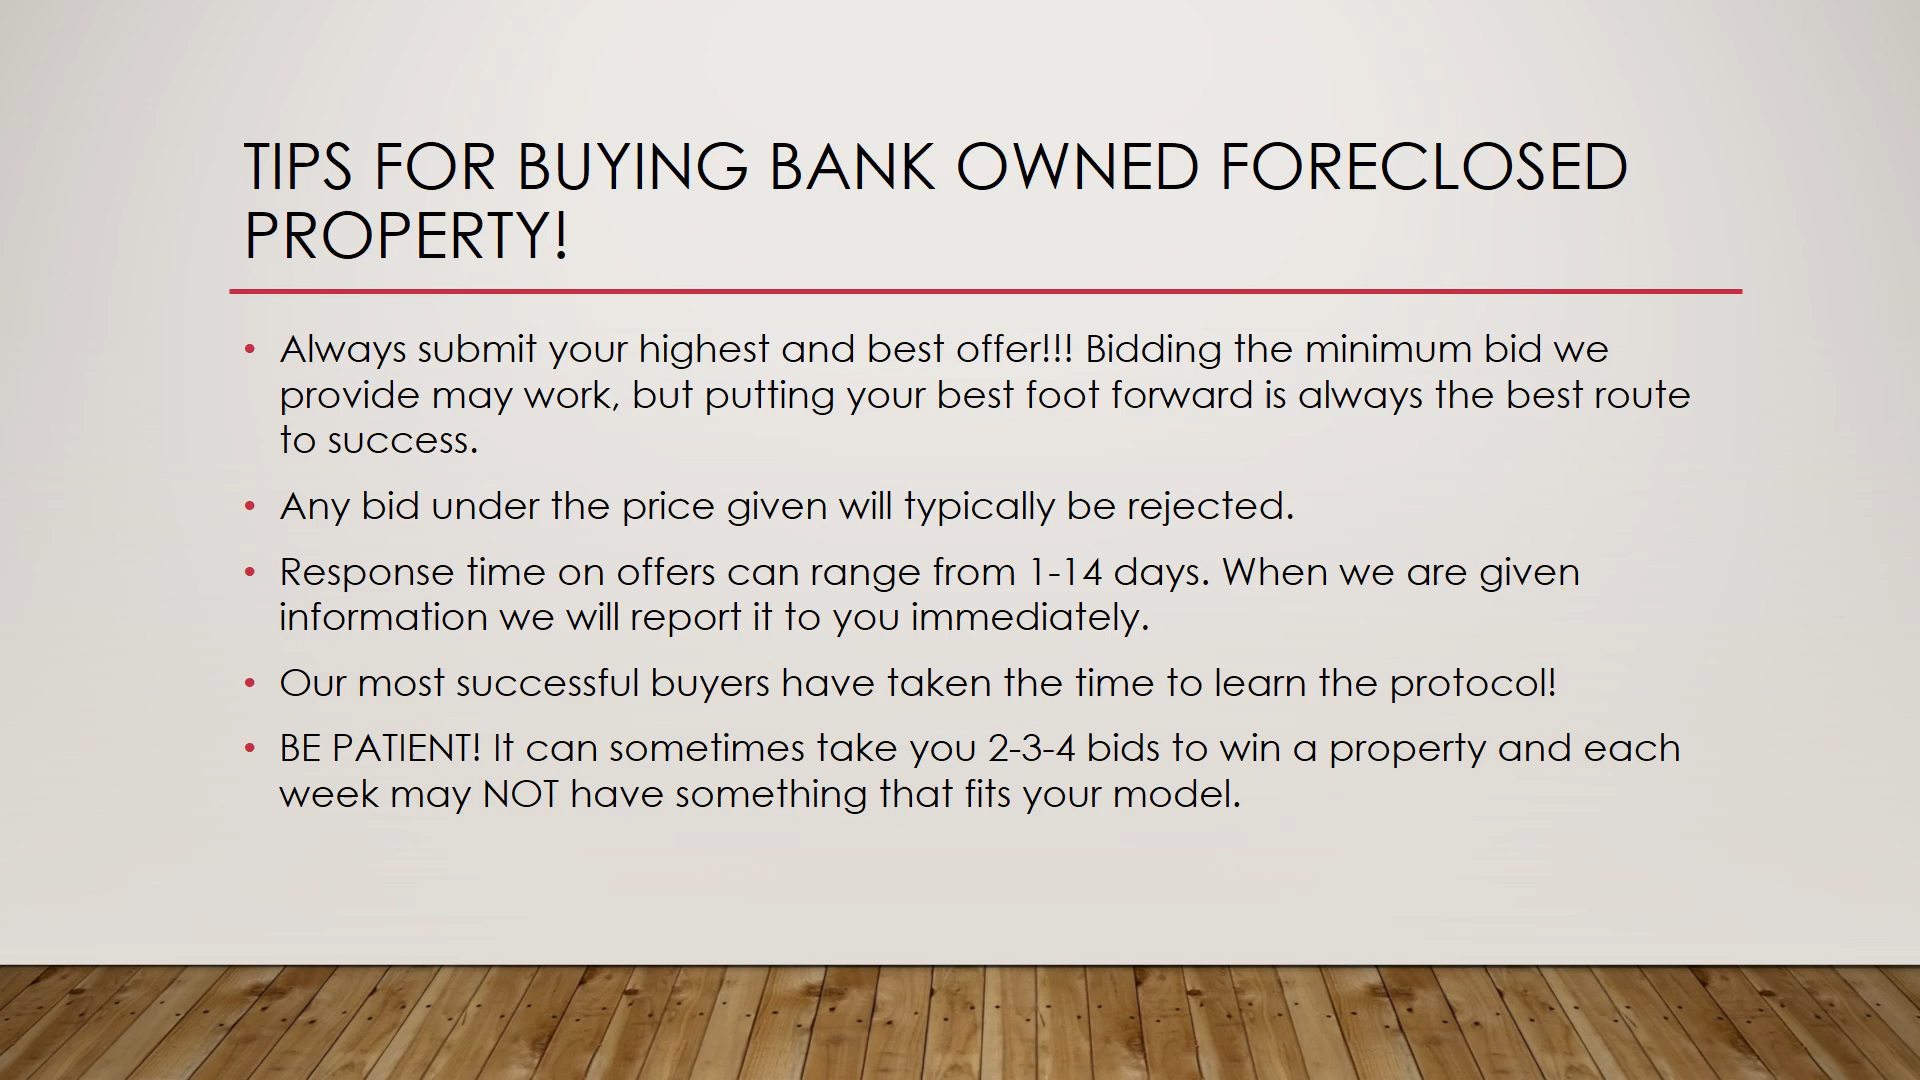 TIPS FOR BUYING BANK OWNED FORECLOSED
PROPERTY!
• Always submit your highest and best offer!!! Bidding the minimum bid we
provide may work, but putting your best foot forward is always the best route
to success.
• Any bid under the price given will typically be rejected.
• Response time on offers can range from 1-14 days. When we are given
information we will report it to you immediately.
• Our most successful buyers have taken the time to learn the protocol!
• BE PATIENT! It can sometimes take you 2-3-4 bids to win a property and each
week may NOT have something that fits your model.